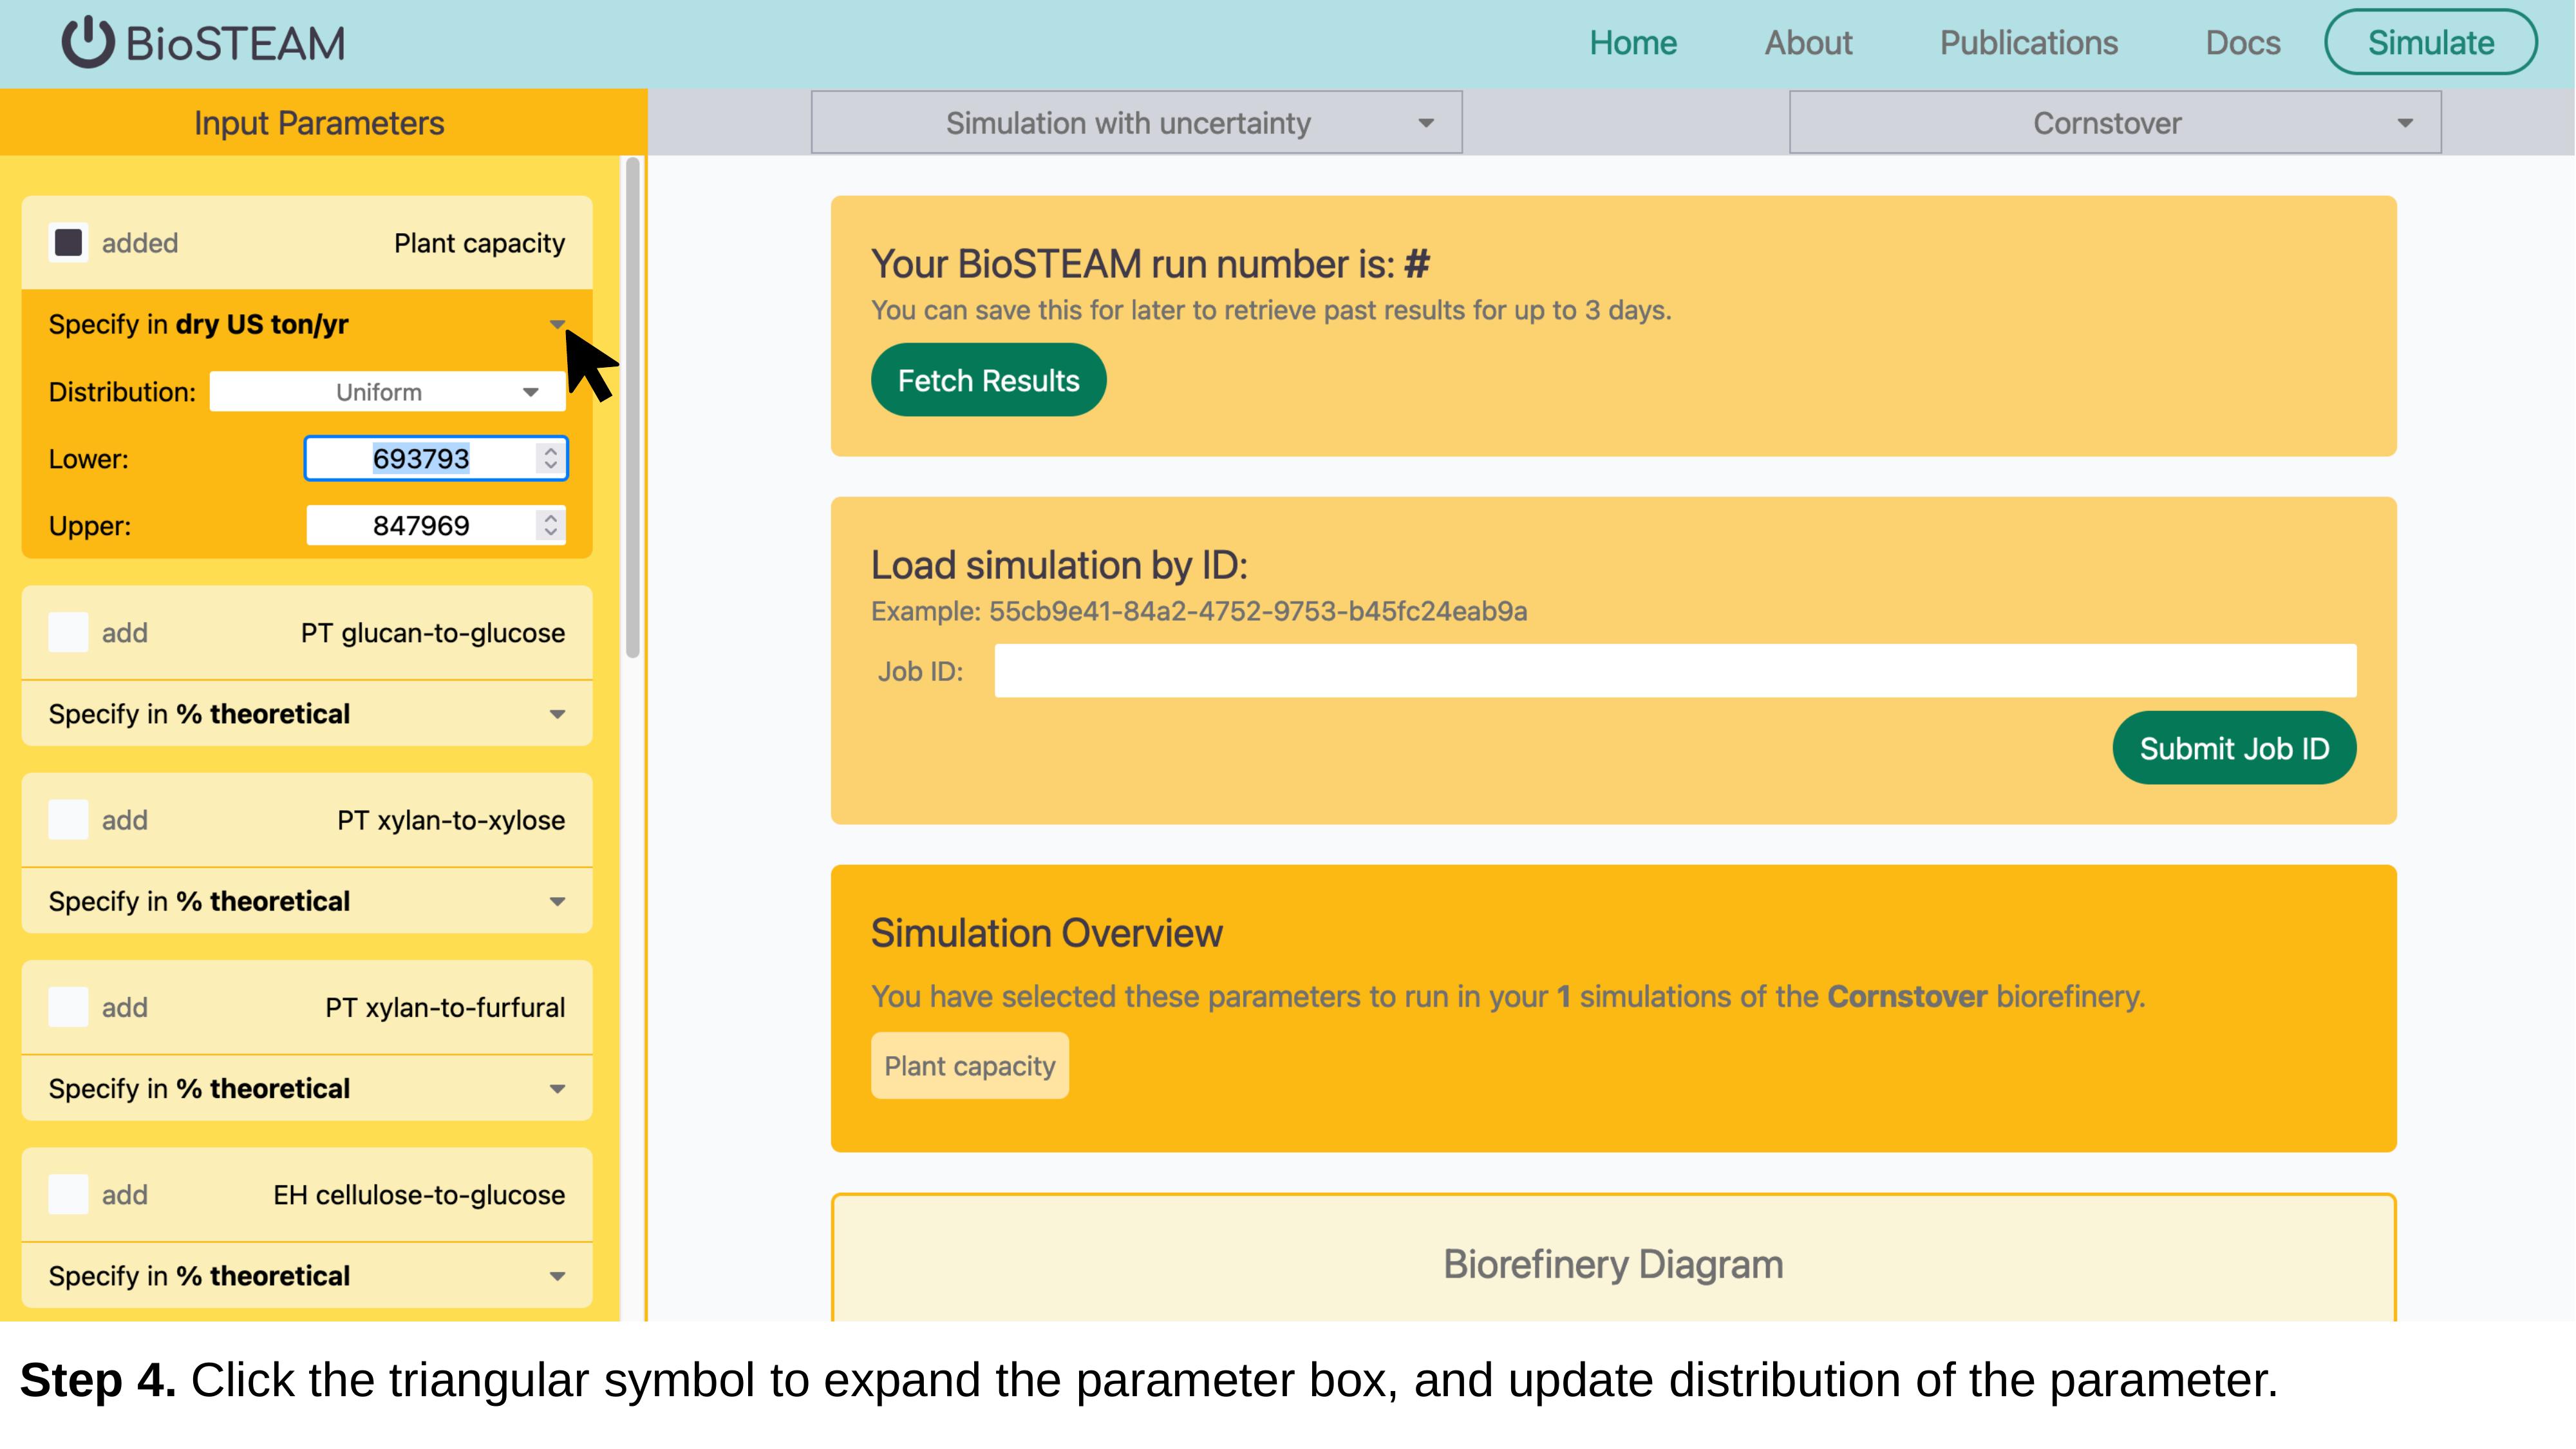 BioSTEAM
Home
About
Publications
Docs
Simulate
Input Parameters
Simulation with uncertainty
Cornstover
added
Plant capacity
Specify in dry US ton/yr
Distribution:
Uniform
Lower:
693793
Upper:
847969
add
PT glucan-to-glucose
Specify in % theoretical
add
PT xylan-to-xylose
Specify in % theoretical
add
PT xylan-to-furfural
Specify in % theoretical
add
EH cellulose-to-glucose
Specify in % theoretical
Your BioSTEAM run number is: #
You can save this for later to retrieve past results for up to 3 days.
Fetch Results
Load simulation by ID:
Example: 55cb9e41-84a2-4752-9753-b45fc24eab9a
Job ID:
Submit Job ID
Simulation Overview
You have selected these parameters to run in your 1 simulations of the Cornstover biorefinery.
Plant capacity
Biorefinery Diagram
Step 4. Click the triangular symbol to expand the parameter box, and update distribution of the parameter.